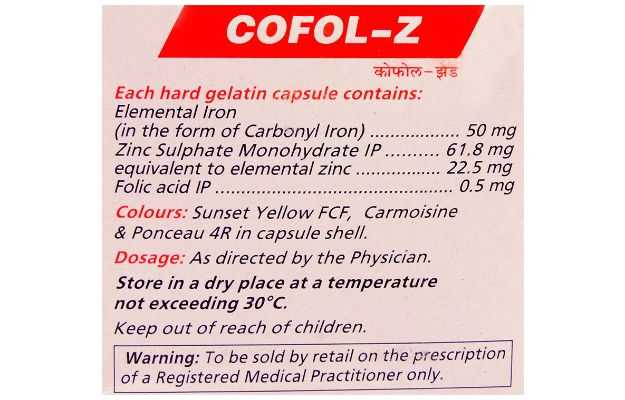 COFOL-Z
कोफोल-झैड
Each hard gelatin capsule contains:
Elemental Iron
(in the form of Carbonyl Iron) .................. 50 mg
Zinc Sulphate Monohydrate IP .......... 61.8 mg
equivalent to elemental zinc ............... 22.5 mg
Folic acid IP ........................................... 0.5 mg
Colours: Sunset Yellow FCF, Carmoisine
& Ponceau 4R in capsule shell.
Dosage: As directed by the Physician.
Store in a dry place at a temperature
not exceeding 30°C.
Keep out of reach of children.
Warning: To be sold by retail on the prescription
of a Registered Medical Practitioner only.